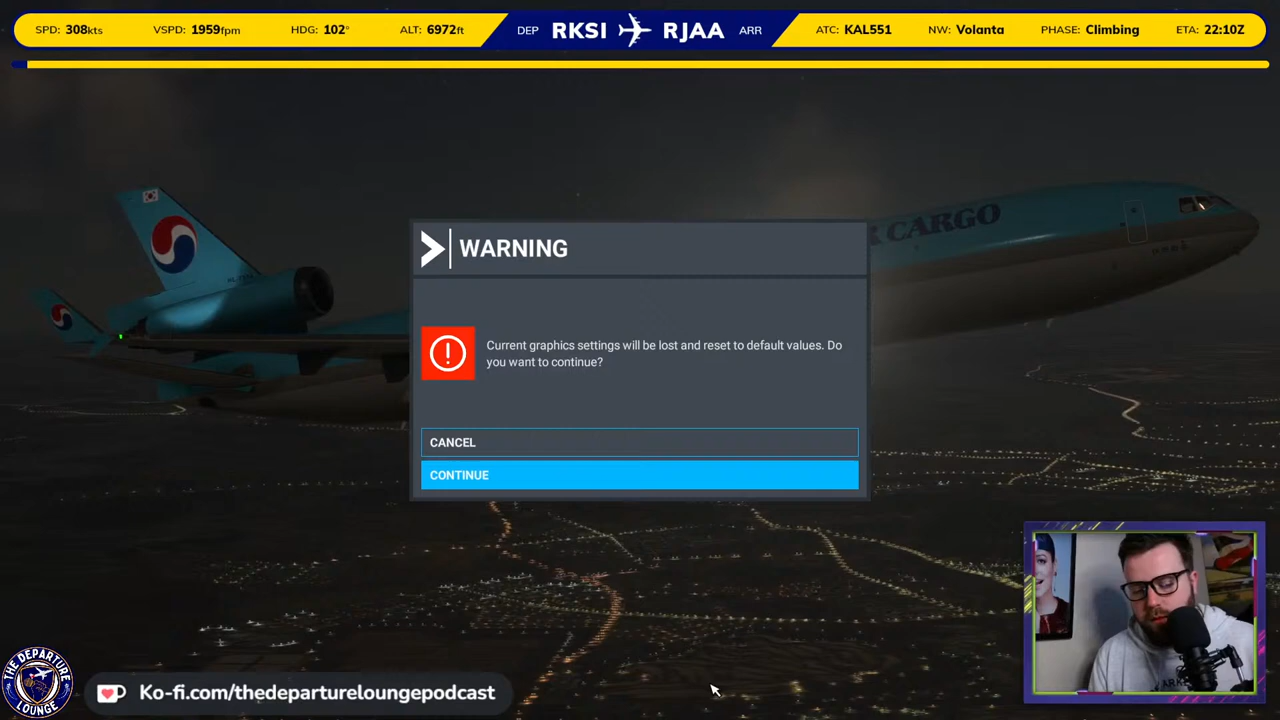 SPD: 308kts VSPD: 1959fpm HDG: 102° ALT: 6972ft DEP RKSI RJAA ARR ATC: KAL551 NW: Volanta PHASE: Climbing ETA: 22:10Z
CARGO
WARNING
Current graphics settings will be lost and reset to default values. Do
you want to continue?
CANCEL
CONTINUE
THE DEPARTURE
LOUNGE
Ko-fi.com/thedepartureloungepodcast